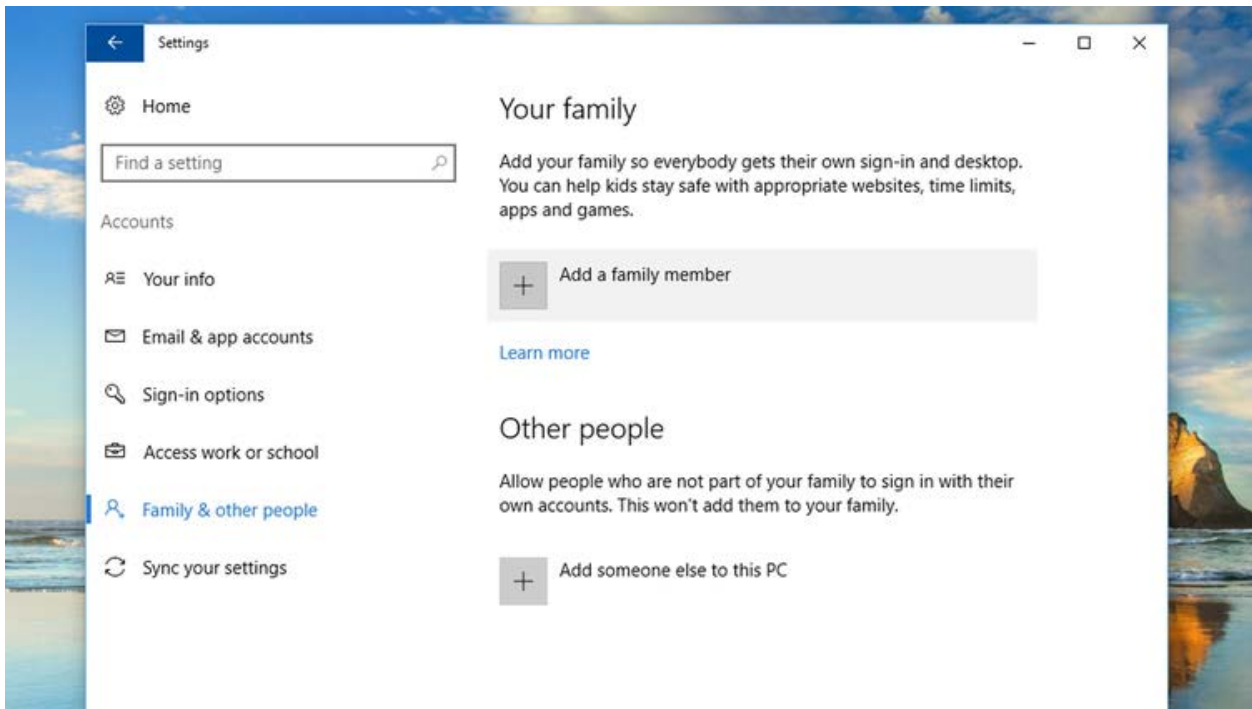 Settings
Home
Find a setting
Accounts
Your info
Email & app accounts
Sign-in options
Access work or school
Family & other people
Sync your settings
Your family
Add your family so everybody gets their own sign-in and desktop.
You can help kids stay safe with appropriate websites, time limits,
apps and games.
Add a family member
Learn more
Other people
Allow people who are not part of your family to sign in with their
own accounts. This won't add them to your family.
Add someone else to this PC